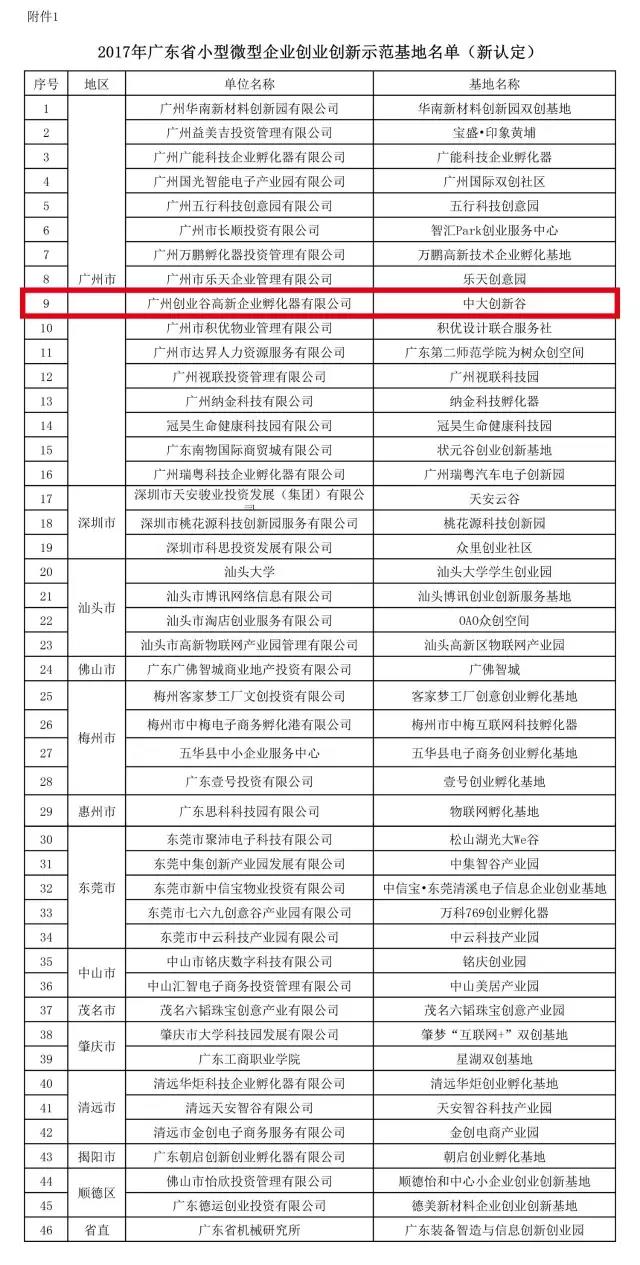 附件1
2017年广东省小型微型企业创业创新示范基地名单（新认定）
序号 地区 单位名称 基地名称
1 广州华南新材料创新园有限公司 华南新材料创新园双创基地
2 广州益美吉投资管理有限公司 宝盛•印象黄埔
3 广州广能科技企业孵化器有限公司 广能科技企业孵化器
4 广州国光智能电子产业园有限公司 广州国际双创社区
5 广州五行科技创意园有限公司 五行科技创意园
6 广州市长顺投资有限公司 智汇Park创业服务中心
7 广州万鹏孵化器投资管理有限公司 万鹏高新技术企业孵化基地
8 广州市 广州市乐天企业管理有限公司 乐天创意园
9 广州创业谷高新企业孵化器有限公司 中大创新谷
10 广州市积优物业管理有限公司 积优设计联合服务社
11 广州市达昇人力资源服务有限公司 广东第二师范学院为树众创空间
12 广州视联投资管理有限公司 广州视联科技园
13 广州纳金科技有限公司 纳金科技孵化器
14 冠昊生命健康科技园有限公司 冠昊生命健康科技园
15 广东南物国际商贸城有限公司 状元谷创业创新基地
16 广州瑞粤科技企业孵化器有限公司 广州瑞粤汽车电子创新园
17 深圳市天安骏业投资发展（集团）有限公司 天安云谷
18 深圳市 深圳市桃花源科技创新园服务有限公司 桃花源科技创新园
19 深圳市科思投资发展有限公司 众里创业社区
20 汕头大学 汕头大学学生创业园
21 汕头市 汕头市博讯网络信息有限公司 汕头博讯创业创新服务基地
22 汕头市淘店创业服务有限公司 OAO众创空间
23 汕头市高新物联网产业园管理有限公司 汕头高新区物联网产业园
24 佛山市 广东广佛智城商业地产投资有限公司 广佛智城
25 梅州客家梦工厂文创投资有限公司 客家梦工厂创意创业孵化基地
26 梅州市 梅州市中梅电子商务孵化港有限公司 梅州市中梅互联网科技孵化器
27 五华县中小企业服务中心 五华县电子商务创业孵化基地
28 广东壹号投资有限公司 壹号创业孵化基地
29 惠州市 广东思科科技园有限公司 物联网孵化基地
30 东莞市聚沛电子科技有限公司 松山湖光大We谷
31 东莞中集创新产业园发展有限公司 中集智谷产业园
32 东莞市 东莞市新中信宝物业投资有限公司 中信宝•东莞清溪电子信息企业创业基地
33 东莞市七六九创意谷产业园有限公司 万科769创业孵化器
34 东莞市中云科技产业园有限公司 中云科技产业园
35 中山市 中山市铭庆数字科技有限公司 铭庆创业园
36 中山汇智电子商务投资管理有限公司 中山美居产业园
37 茂名市 茂名六韬珠宝创意产业有限公司 茂名六韬珠宝创意产业园
38 肇庆市 肇庆市大学科技园发展有限公司 肇梦“互联网+”双创基地
39 广东工商职业学院 星湖双创基地
40 清远华炬科技企业孵化器有限公司 清远华炬创业孵化基地
41 清远市 清远天安智谷有限公司 天安智谷科技产业园
42 清远市金创电子商务服务有限公司 金创电商产业园
43 揭阳市 广东朝启创新创业孵化器有限公司 朝启创业孵化基地
44 顺德区 佛山市怡欣投资管理有限公司 顺德怡和中心小企业创业创新基地
45 广东德运创业投资有限公司 德美新材料企业创业创新基地
46 省直 广东省机械研究所 广东装备智造与信息创新创业园